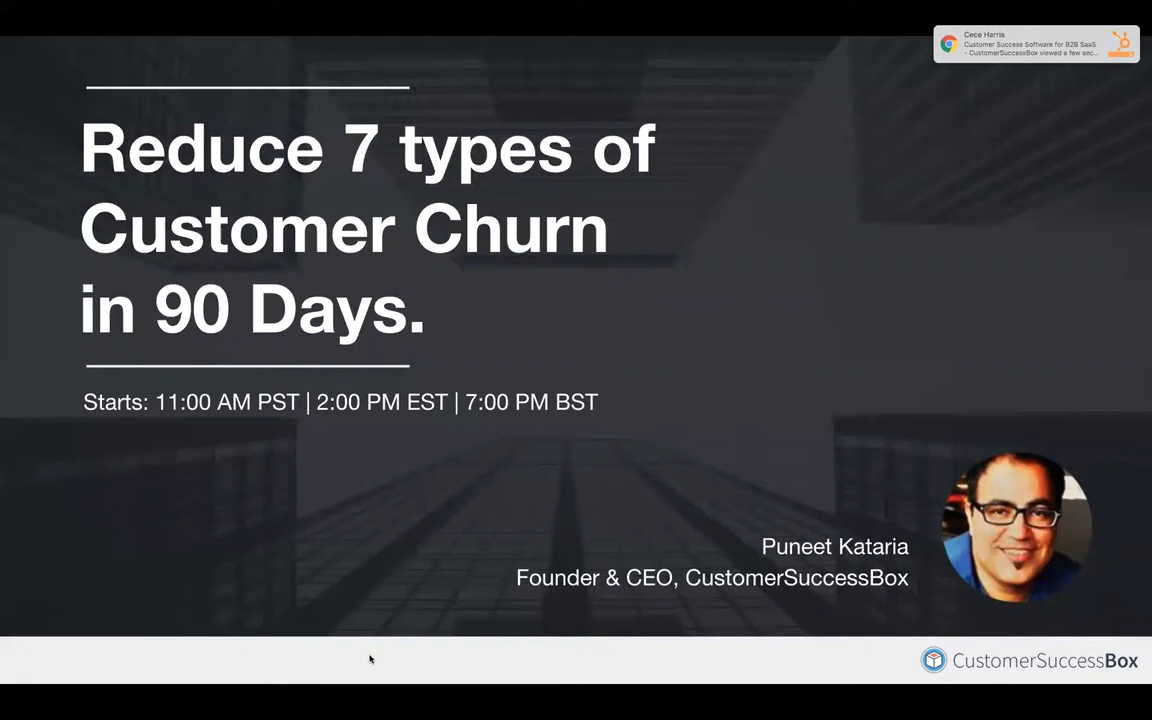 Cece Harris
Customer Success Software for B2B SaaS
- CustomerSuccessBox viewed a few sec...
Reduce 7 types of
Customer Churn
in 90 Days.
Starts: 11:00 AM PST | 2:00 PM EST | 7:00 PM BST
Puneet Kataria
Founder & CEO, CustomerSuccessBox
CustomerSuccessBox